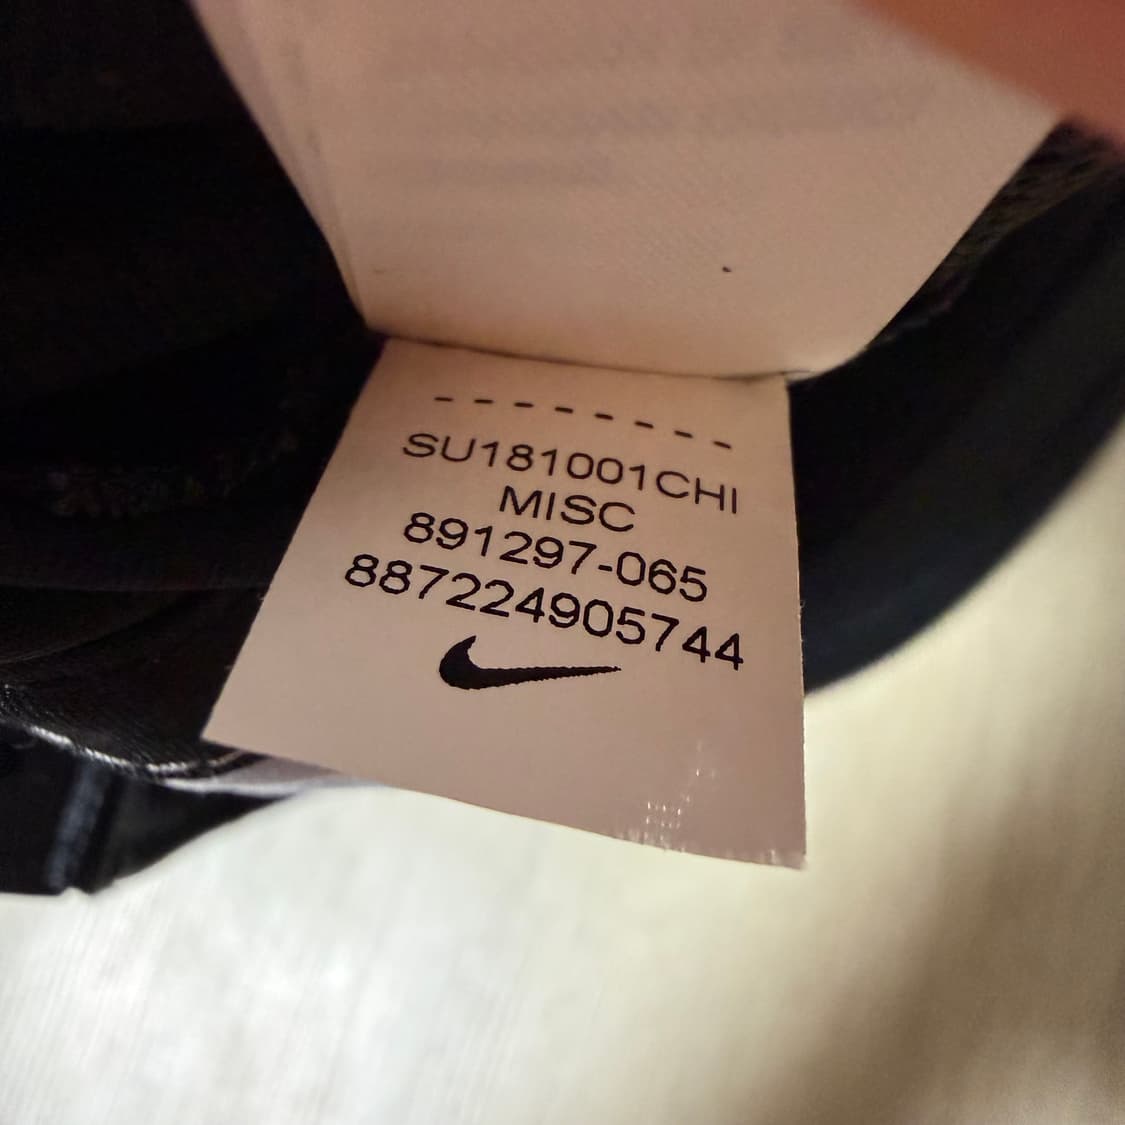 --------
SU181001CHI
MISC
891297-065
887224905744